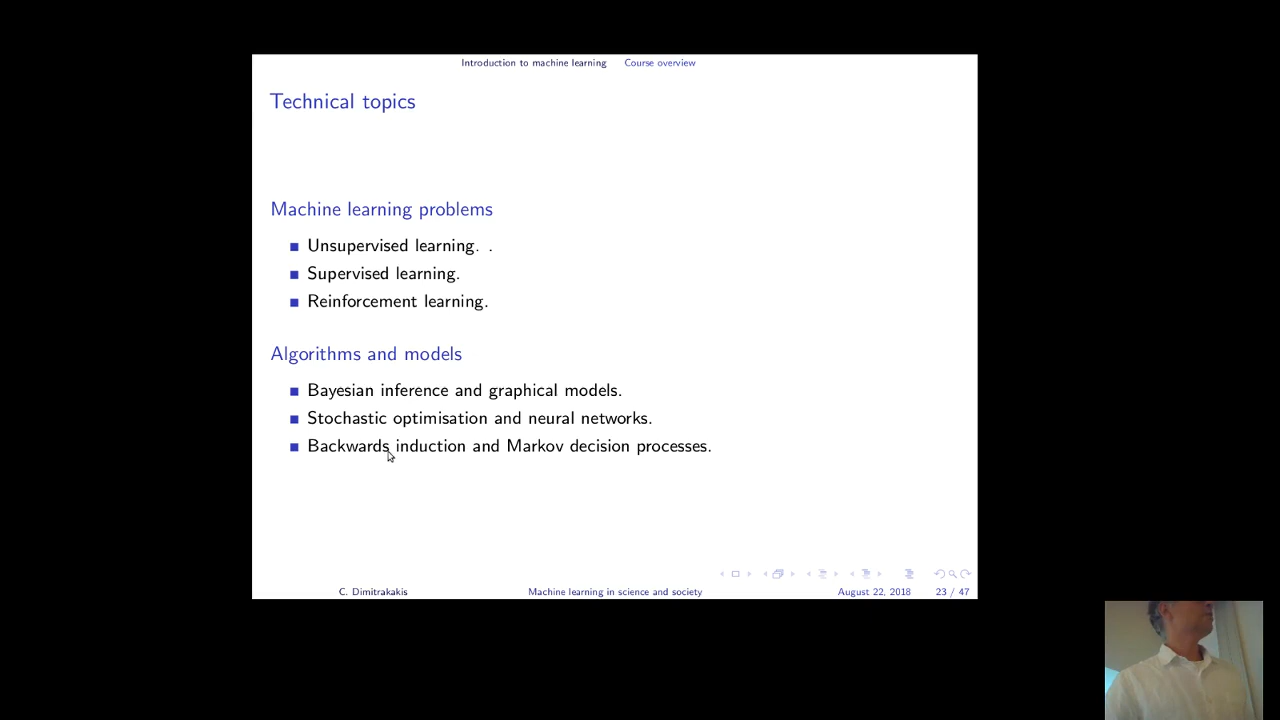 Introduction to machine learning Course overview
Technical topics
Machine learning problems
Unsupervised learning. .
Supervised learning.
Reinforcement learning.
Algorithms and models
Bayesian inference and graphical models.
Stochastic optimisation and neural networks.
Backwards induction and Markov decision processes.
C. Dimitrakakis Machine learning in science and society August 22, 2018 23 / 47